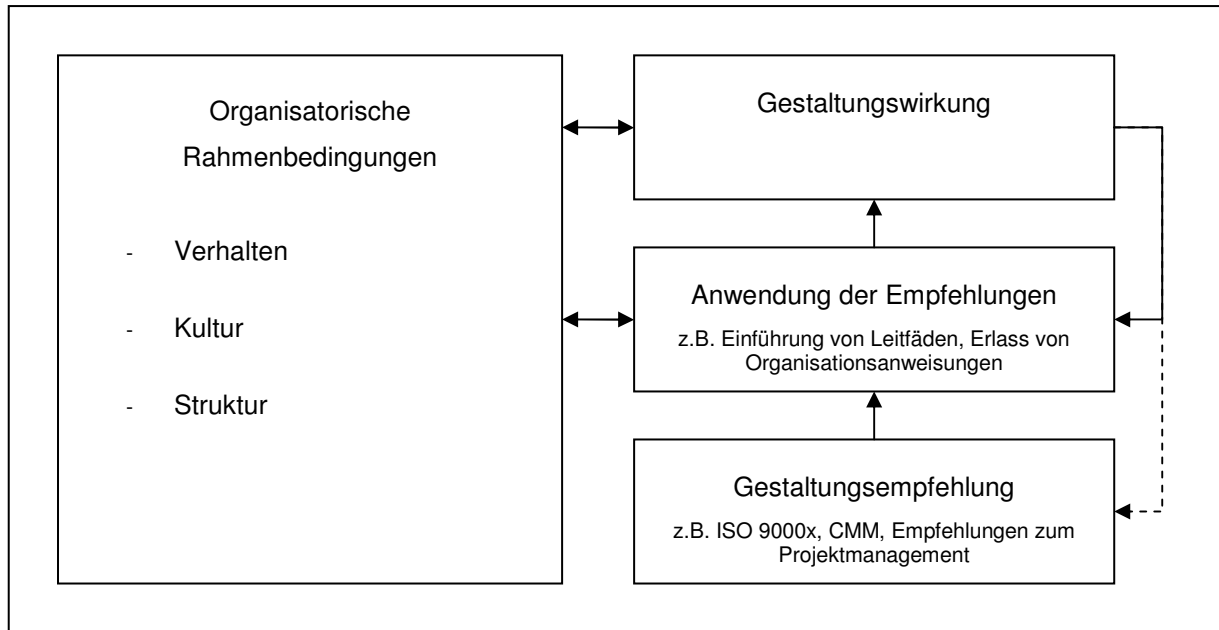 Organisatorische
Rahmenbedingungen
- Verhalten
- Kultur
- Struktur
Gestaltungswirkung
Anwendung der Empfehlungen
z.B. Einführung von Leitfäden, Erlass von
Organisationsanweisungen
Gestaltungsempfehlung
z.B. ISO 9000x, CMM, Empfehlungen zum
Projektmanagement